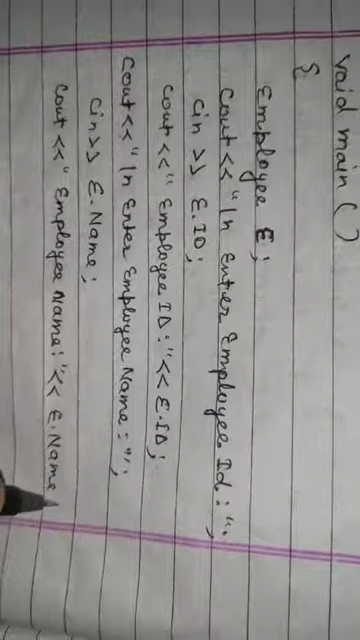 void main ()
{
Employee E;
Cout << "\n Enter Employee Id : ";
Cin >> E.ID;
Cout << " Employee ID : " << E.ID;
Cout << " \n Enter Employee Name : ";
Cin >> E.Name;
Cout << " Employee Name : " << E.Name;